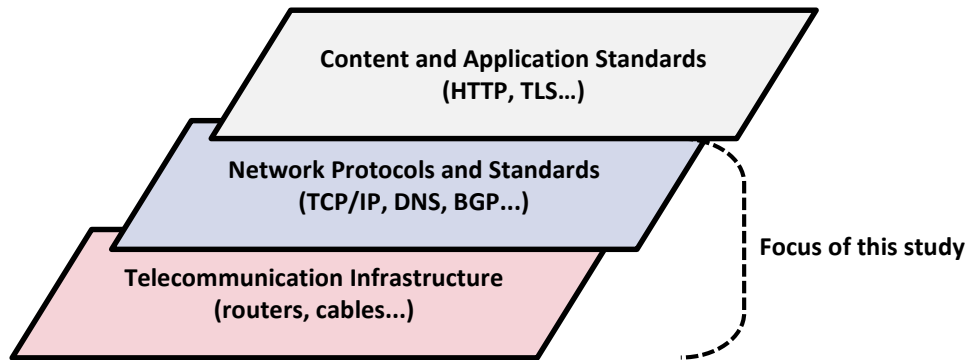 Content and Application Standards
(HTTP, TLS…)
Network Protocols and Standards
(TCP/IP, DNS, BGP...)
Focus of this study
Telecommunication Infrastructure
(routers, cables...)